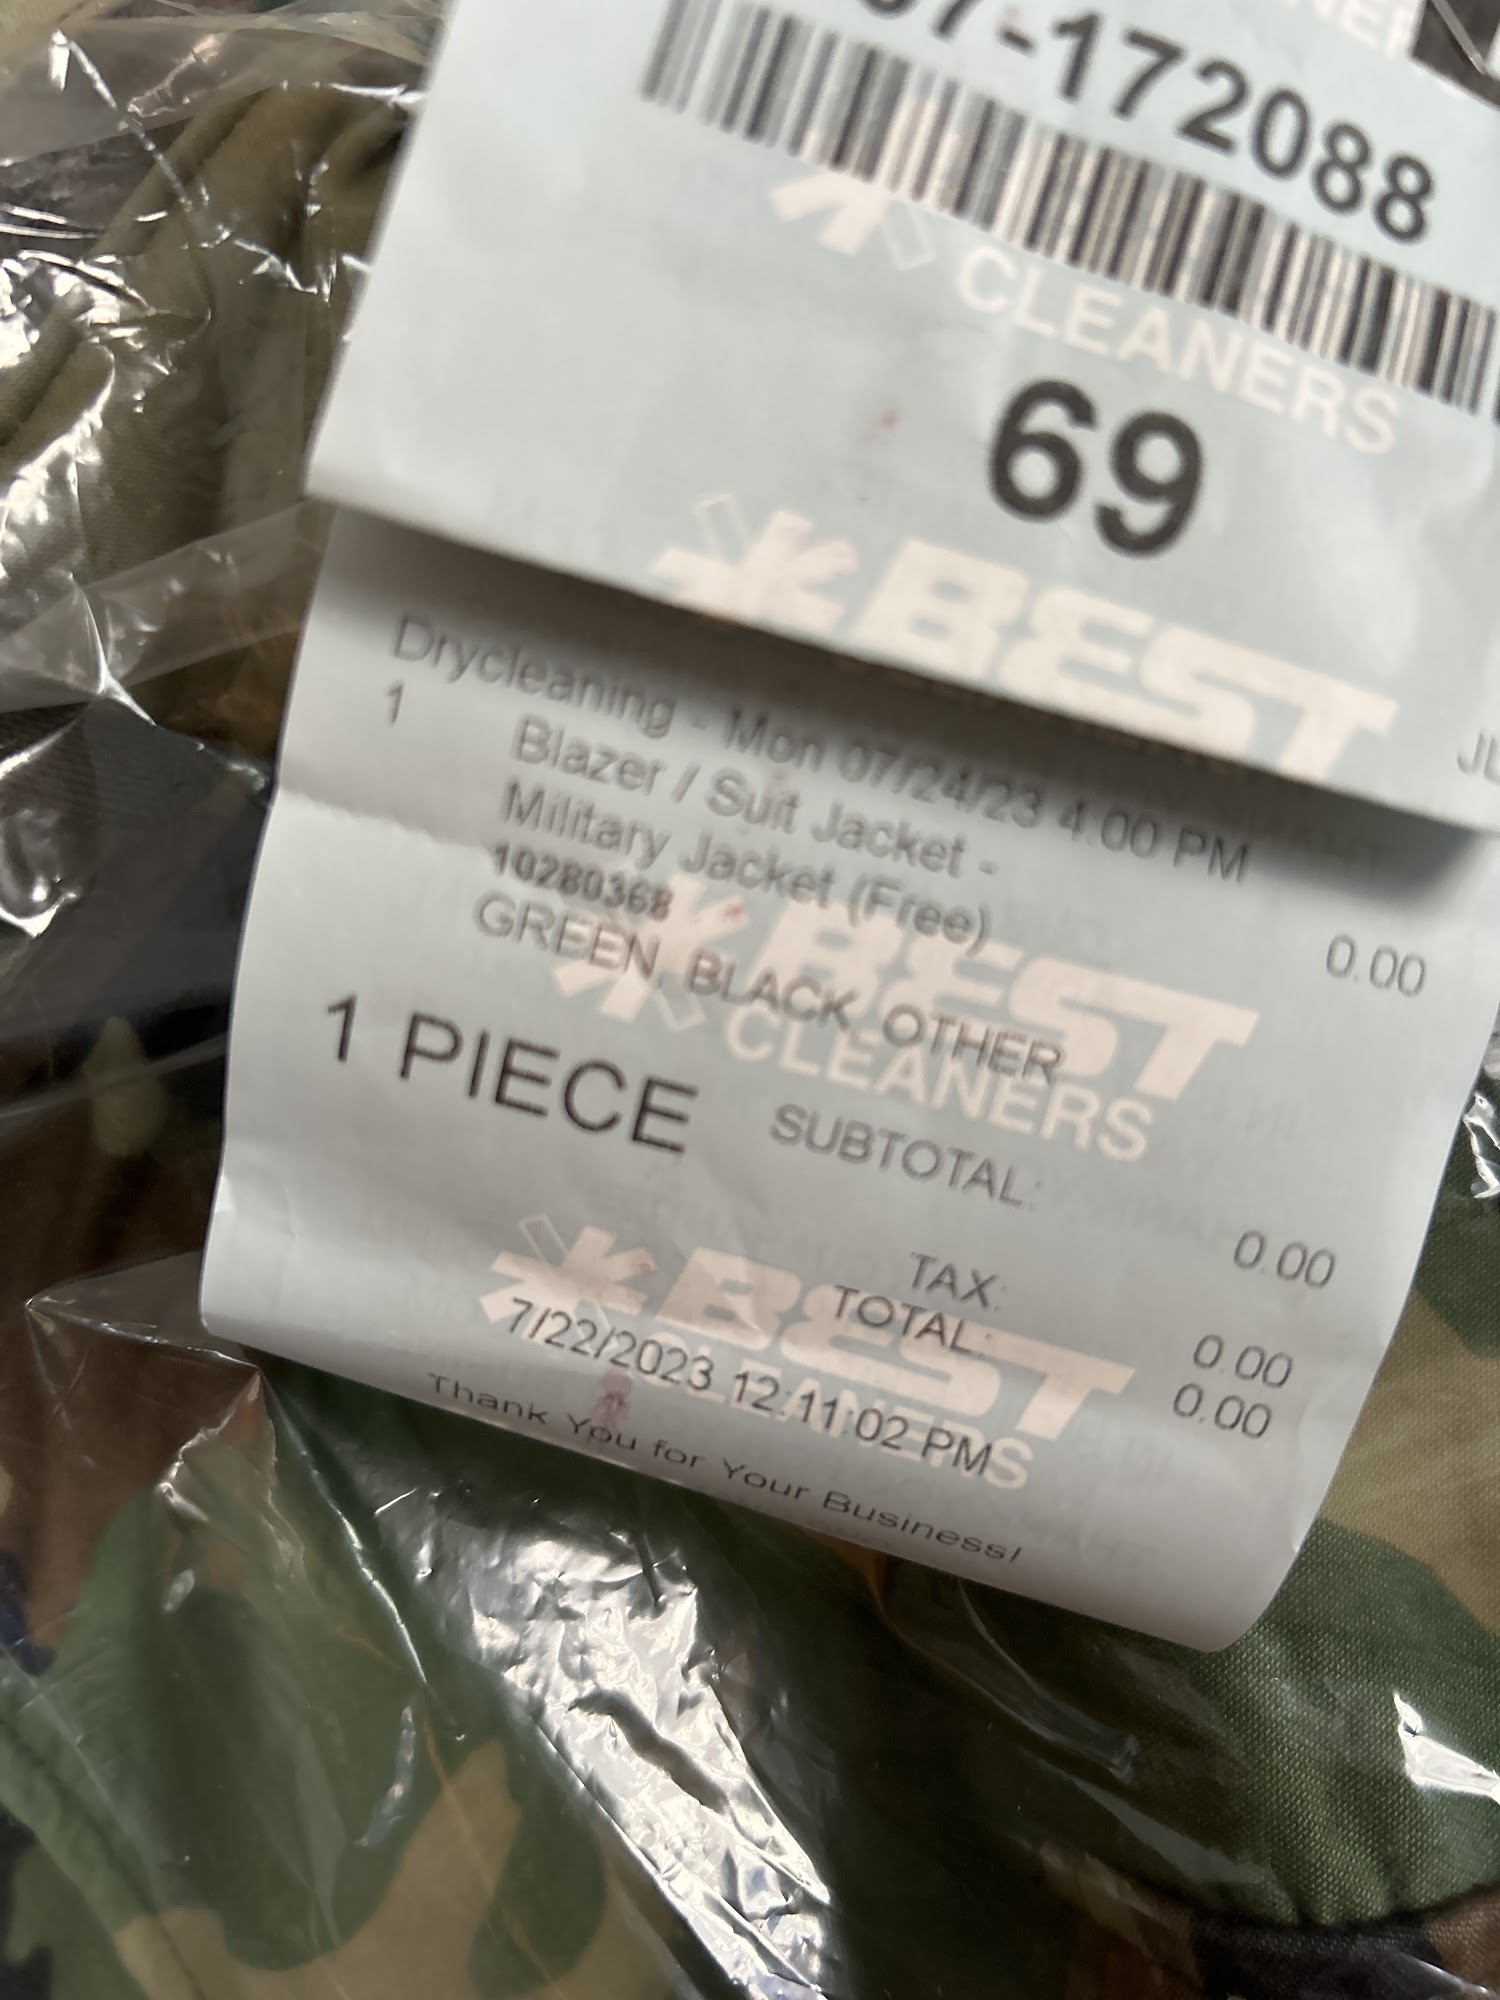 7-172088
CLEANERS
69
BEST
Drycleaning - Mon 07/24/23 4:00 PM
1 Blazer / Suit Jacket -
Military Jacket (Free) 0.00
10280368
GREEN, BLACK, OTHER
BEST
CLEANERS
1 PIECE SUBTOTAL: 0.00
TAX: 0.00
TOTAL: 0.00
BEST
CLEANERS
7/22/2023 12:11:02 PM
Thank You for Your Business!